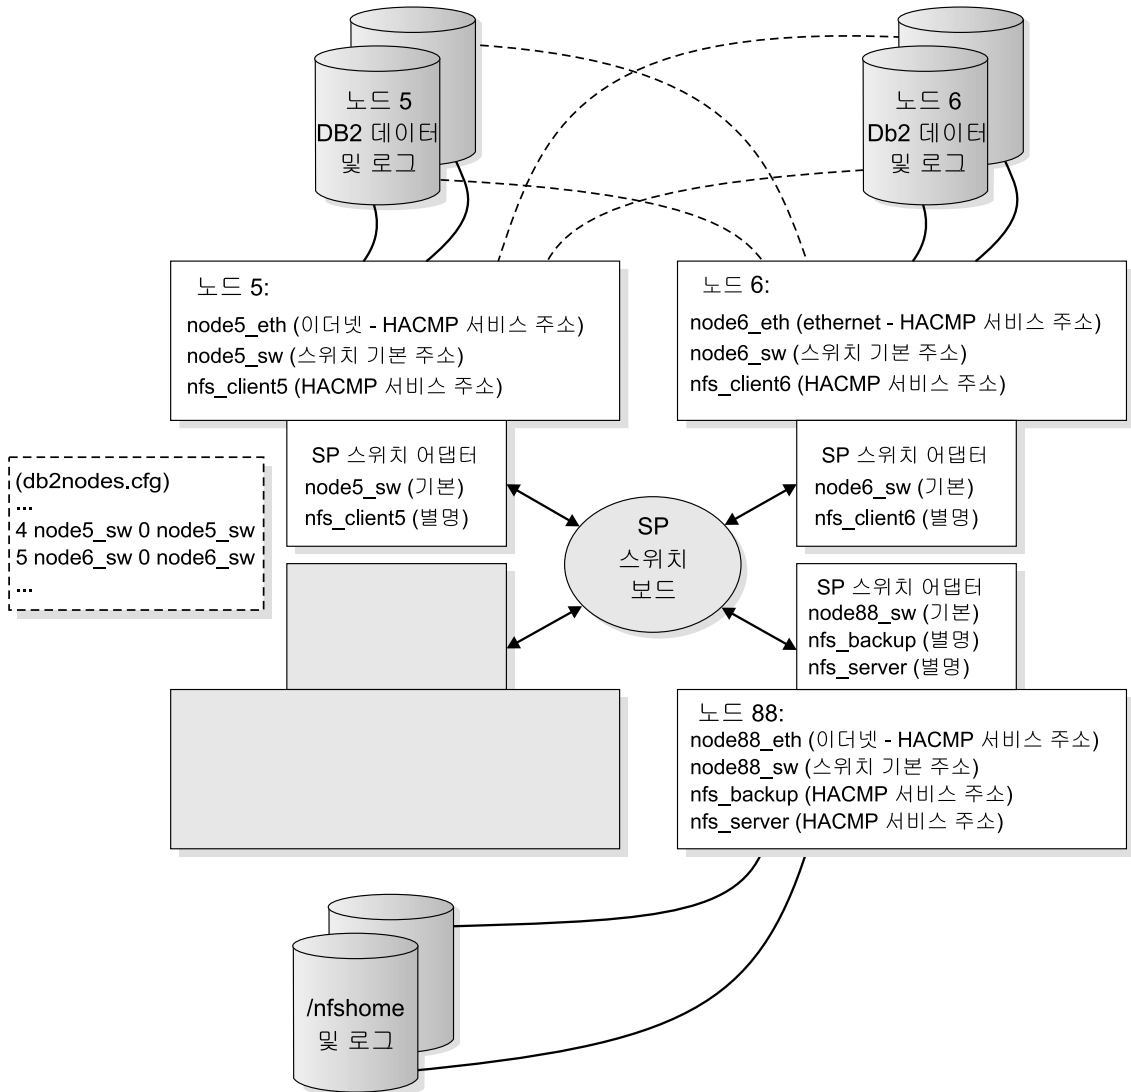 노드 5
DB2 데이터
및 로그
노드 6
Db2 데이터
및 로그
노드 5:
node5_eth (이더넷 - HACMP 서비스 주소)
node5_sw (스위치 기본 주소)
nfs_client5 (HACMP 서비스 주소)
노드 6:
node6_eth (ethernet - HACMP 서비스 주소)
node6_sw (스위치 기본 주소)
nfs_client6 (HACMP 서비스 주소)
(db2nodes.cfg)
...
4 node5_sw 0 node5_sw
5 node6_sw 0 node6_sw
...
SP 스위치 어댑터
node5_sw (기본)
nfs_client5 (별명)
SP
스위치
보드
SP 스위치 어댑터
node6_sw (기본)
nfs_client6 (별명)
SP 스위치 어댑터
node88_sw (기본)
nfs_backup (별명)
nfs_server (별명)
노드 88:
node88_eth (이더넷 - HACMP 서비스 주소)
node88_sw (스위치 기본 주소)
nfs_backup (HACMP 서비스 주소)
nfs_server (HACMP 서비스 주소)
/nfshome
및 로그